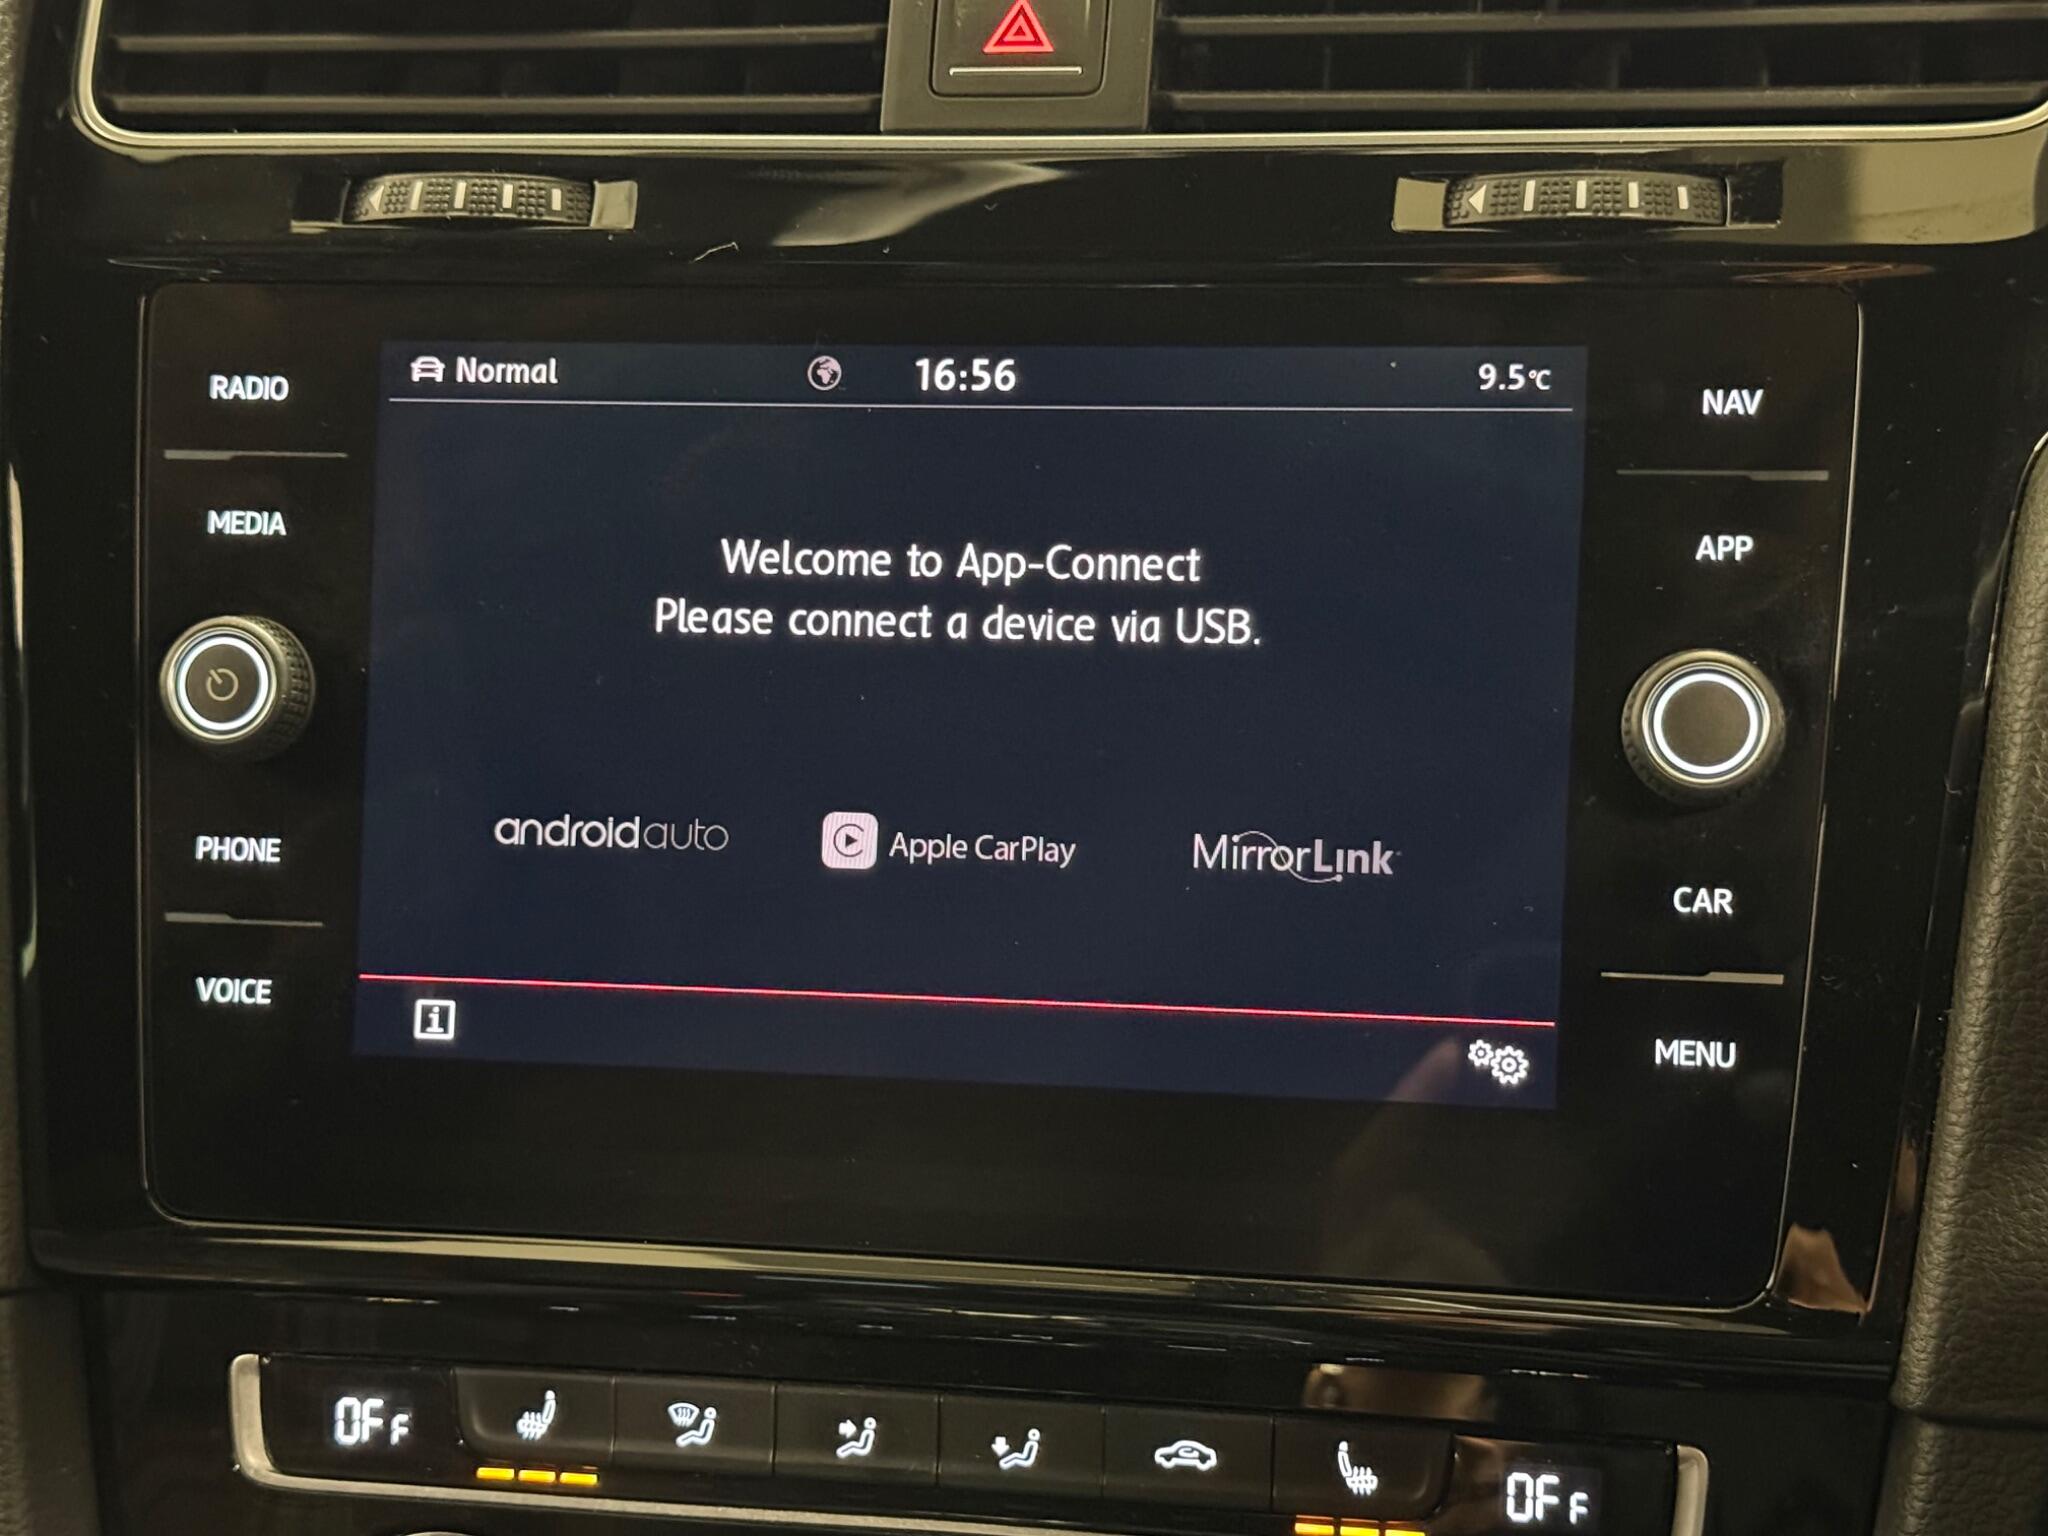 Normal
16:56
9.5°C
RADIO
MEDIA
PHONE
VOICE
Welcome to App-Connect
Please connect a device via USB.
androidauto
Apple CarPlay
MirrorLink
i
NAV
APP
CAR
MENU
OFF
OFF